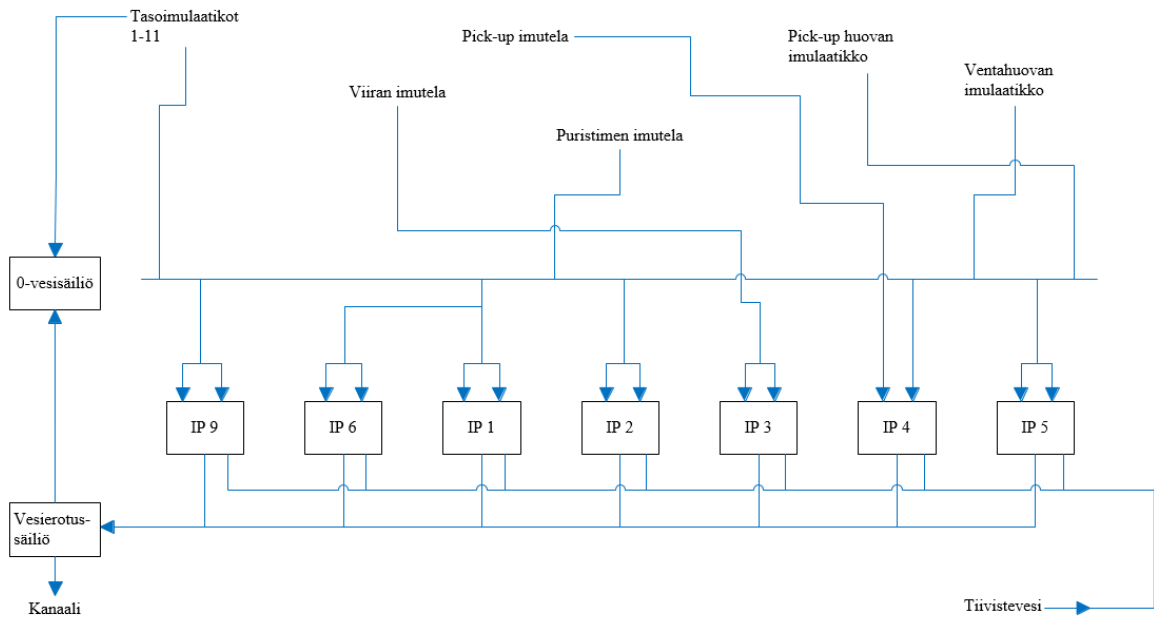 Tasoimulaatikot
1-11
Pick-up imutela
Pick-up huovan
imulaatikko
Ventahuovan
imulaatikko
Viiran imutela
Puristimen imutela
0-vesisäiliö
IP 9
IP 6
IP 1
IP 2
IP 3
IP 4
IP 5
Vesierotus-
säiliö
Kanaali
Tiivistevesi